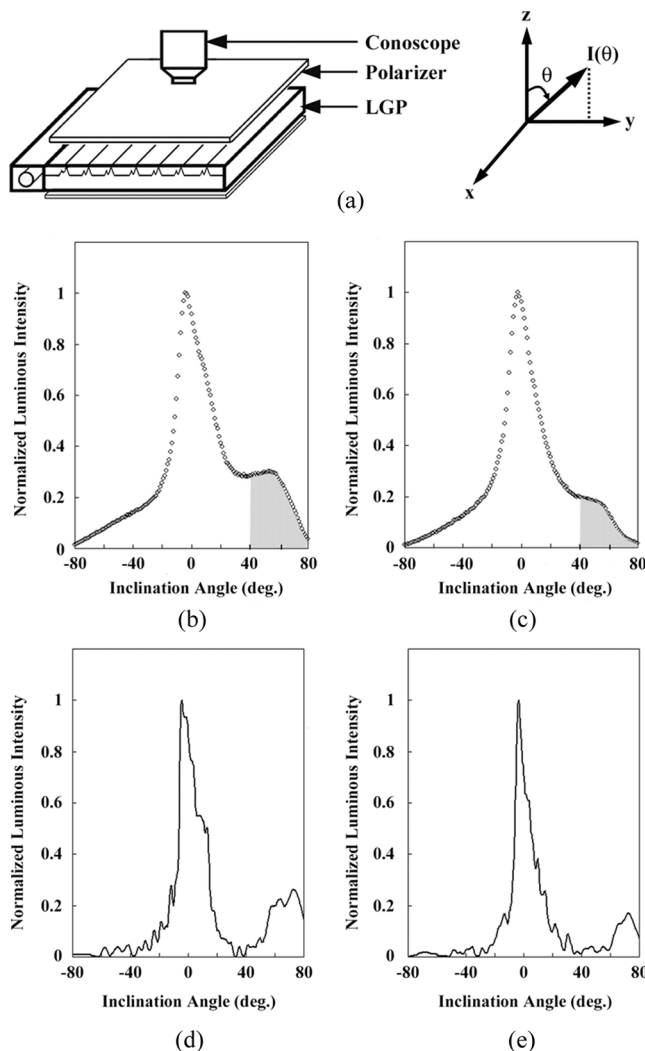 Conoscope
Polarizer
LGP
z
I(θ)
θ
y
x
(a)
Normalized Luminous Intensity
1
0.8
0.6
0.4
0.2
0
-80
-40
0
40
80
Inclination Angle (deg.)
(b)
Normalized Luminous Intensity
1
0.8
0.6
0.4
0.2
0
-80
-40
0
40
80
Inclination Angle (deg.)
(c)
Normalized Luminous Intensity
1
0.8
0.6
0.4
0.2
0
-80
-40
0
40
80
Inclination Angle (deg.)
(d)
Normalized Luminous Intensity
1
0.8
0.6
0.4
0.2
0
-80
-40
0
40
80
Inclination Angle (deg.)
(e)